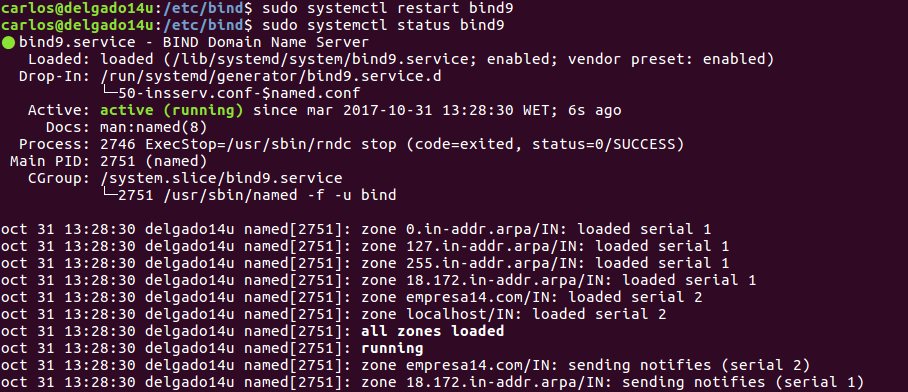 carlos@delgado14u:/etc/bind$ sudo systemctl restart bind9
carlos@delgado14u:/etc/bind$ sudo systemctl status bind9
● bind9.service - BIND Domain Name Server
   Loaded: loaded (/lib/systemd/system/bind9.service; enabled; vendor preset: enabled)
  Drop-In: /run/systemd/generator/bind9.service.d
           └─50-insserv.conf-$named.conf
   Active: active (running) since mar 2017-10-31 13:28:30 WET; 6s ago
     Docs: man:named(8)
  Process: 2746 ExecStop=/usr/sbin/rndc stop (code=exited, status=0/SUCCESS)
 Main PID: 2751 (named)
   CGroup: /system.slice/bind9.service
           └─2751 /usr/sbin/named -f -u bind

oct 31 13:28:30 delgado14u named[2751]: zone 0.in-addr.arpa/IN: loaded serial 1
oct 31 13:28:30 delgado14u named[2751]: zone 127.in-addr.arpa/IN: loaded serial 1
oct 31 13:28:30 delgado14u named[2751]: zone 255.in-addr.arpa/IN: loaded serial 1
oct 31 13:28:30 delgado14u named[2751]: zone 18.172.in-addr.arpa/IN: loaded serial 1
oct 31 13:28:30 delgado14u named[2751]: zone empresa14.com/IN: loaded serial 2
oct 31 13:28:30 delgado14u named[2751]: zone localhost/IN: loaded serial 2
oct 31 13:28:30 delgado14u named[2751]: all zones loaded
oct 31 13:28:30 delgado14u named[2751]: running
oct 31 13:28:30 delgado14u named[2751]: zone empresa14.com/IN: sending notifies (serial 2)
oct 31 13:28:30 delgado14u named[2751]: zone 18.172.in-addr.arpa/IN: sending notifies (serial 1)